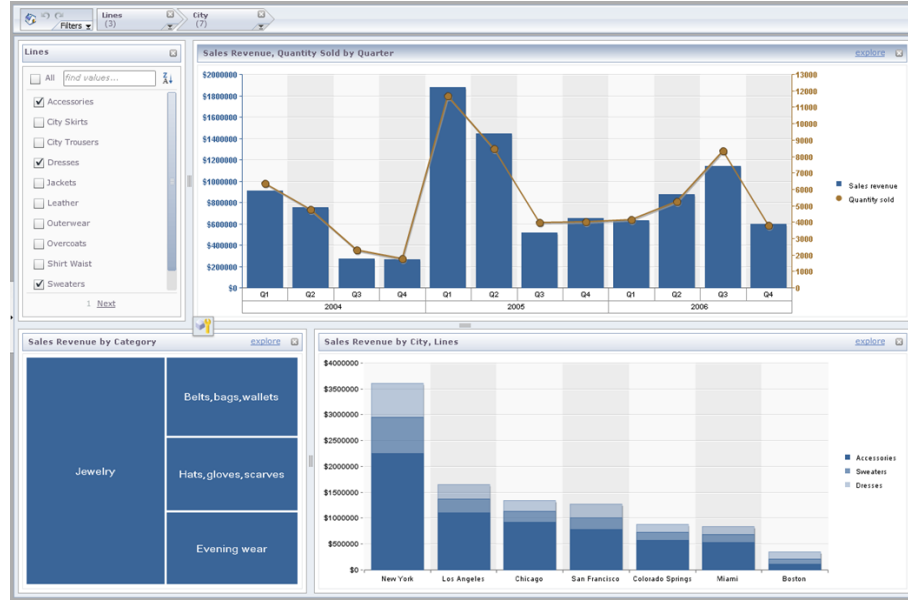 Filters
Lines
(3)
City
(7)
Lines
All
find values...
Accessories
City Skirts
City Trousers
Dresses
Jackets
Leather
Outerwear
Overcoats
Shirt Waist
Sweaters
1 Next
Sales Revenue, Quantity Sold by Quarter
explore
$2000000
$1800000
$1600000
$1400000
$1200000
$1000000
$800000
$600000
$400000
$200000
$0
13000
12000
11000
10000
9000
8000
7000
6000
5000
4000
3000
2000
1000
0
Q1 Q2 Q3 Q4 Q1 Q2 Q3 Q4 Q1 Q2 Q3 Q4
2004 2005 2006
Sales revenue
Quantity sold
Sales Revenue by Category
explore
Jewelry
Belts,bags,wallets
Hats,gloves,scarves
Evening wear
Sales Revenue by City, Lines
explore
$4000000
$3500000
$3000000
$2500000
$2000000
$1500000
$1000000
$500000
$0
New York Los Angeles Chicago San Francisco Colorado Springs Miami Boston
Accessories
Sweaters
Dresses